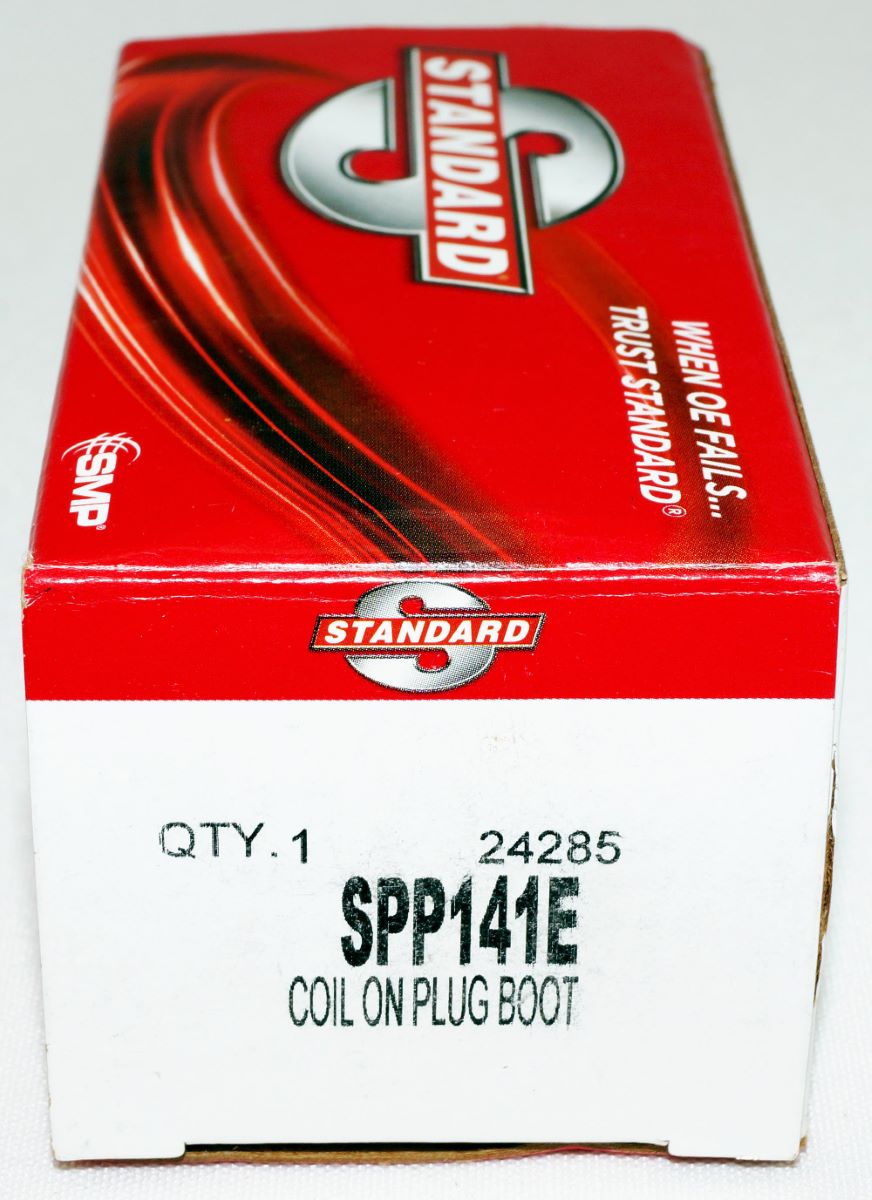 STANDARD®
WHEN OE FAILS...
TRUST STANDARD®
SMP®
STANDARD
QTY. 1 24285
SPP141E
COIL ON PLUG BOOT